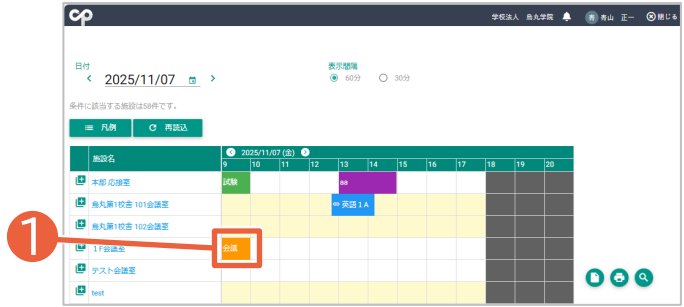 cp
学校法人 烏丸学院 青 青山 正一 閉じる
日付
2025/11/07
表示間隔
60分 30分
条件に該当する施設は58件です。
凡例 再読込
施設名 2025/11/07 (金)
9 10 11 12 13 14 15 16 17 18 19 20
本部 応接室 試験 aa
烏丸第1校舎 101会議室 英語1A
烏丸第1校舎 102会議室
1
1F会議室 会議
テスト会議室
test